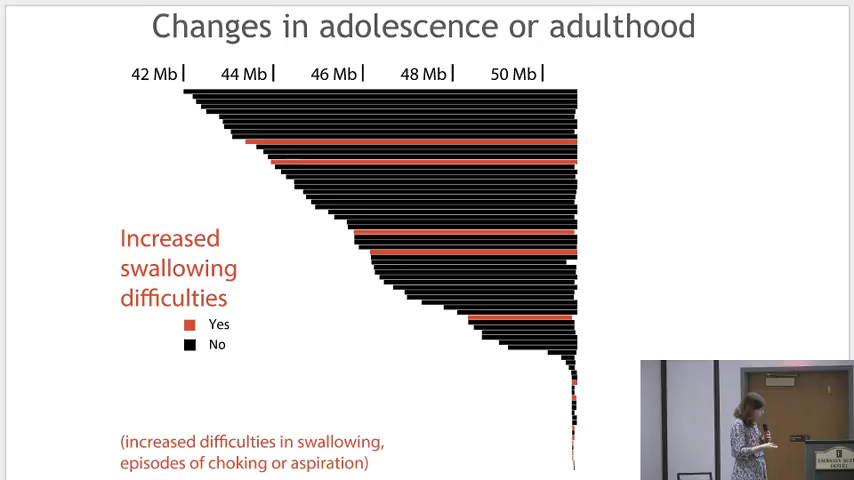 Changes in adolescence or adulthood
42 Mb 44 Mb 46 Mb 48 Mb 50 Mb
Increased
swallowing
difficulties
Yes
No
(increased difficulties in swallowing,
episodes of choking or aspiration)
HOTEL